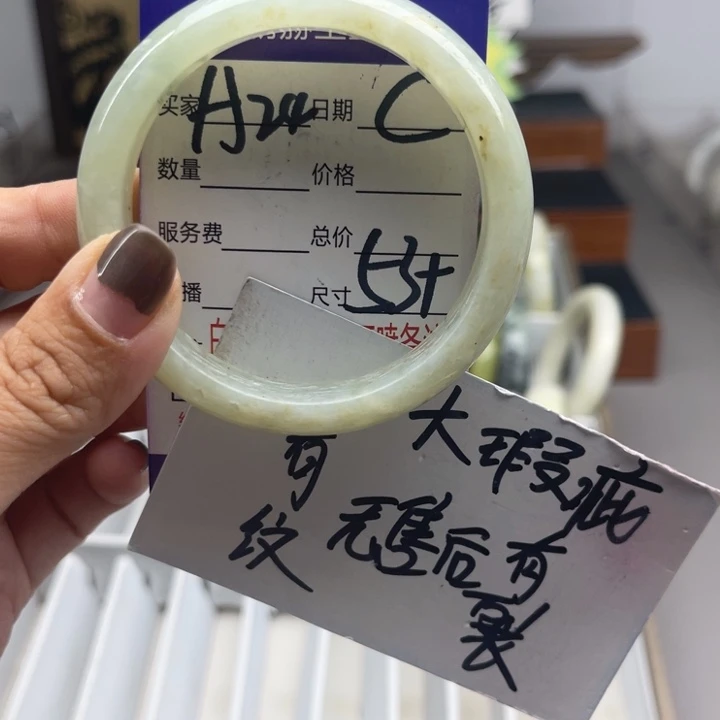 买家 H24 日期 C
数量 价格
服务费 总价
播 尺寸 53+
大瑕疵
有 无售后有
纹 裂